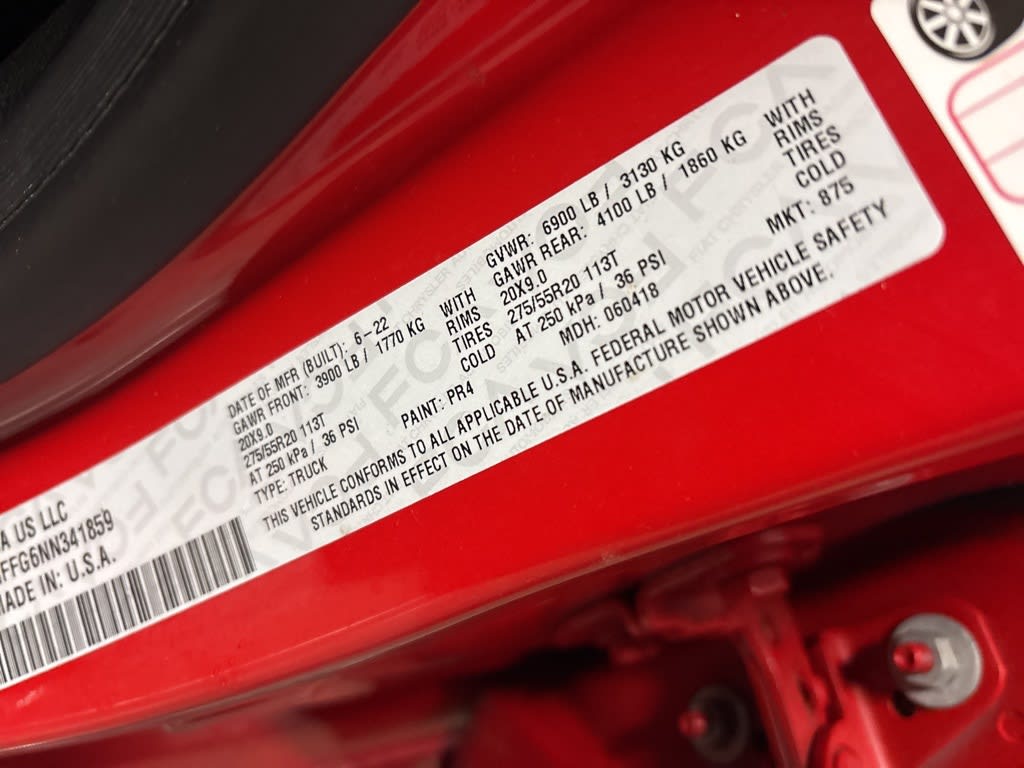 A US LLC
FFG6NN341859
MADE IN: U.S.A.
DATE OF MFR (BUILT): 6-22 GVWR: 6900 LB / 3130 KG
GAWR FRONT: 3900 LB / 1770 KG WITH GAWR REAR: 4100 LB / 1860 KG WITH
20X9.0 RIMS 20X9.0 RIMS
275/55R20 113T TIRES 275/55R20 113T TIRES
AT 250 kPa / 36 PSI COLD AT 250 kPa / 36 PSI COLD
TYPE: TRUCK PAINT: PR4 MDH: 060418 MKT: 875
THIS VEHICLE CONFORMS TO ALL APPLICABLE U.S.A. FEDERAL MOTOR VEHICLE SAFETY
STANDARDS IN EFFECT ON THE DATE OF MANUFACTURE SHOWN ABOVE.